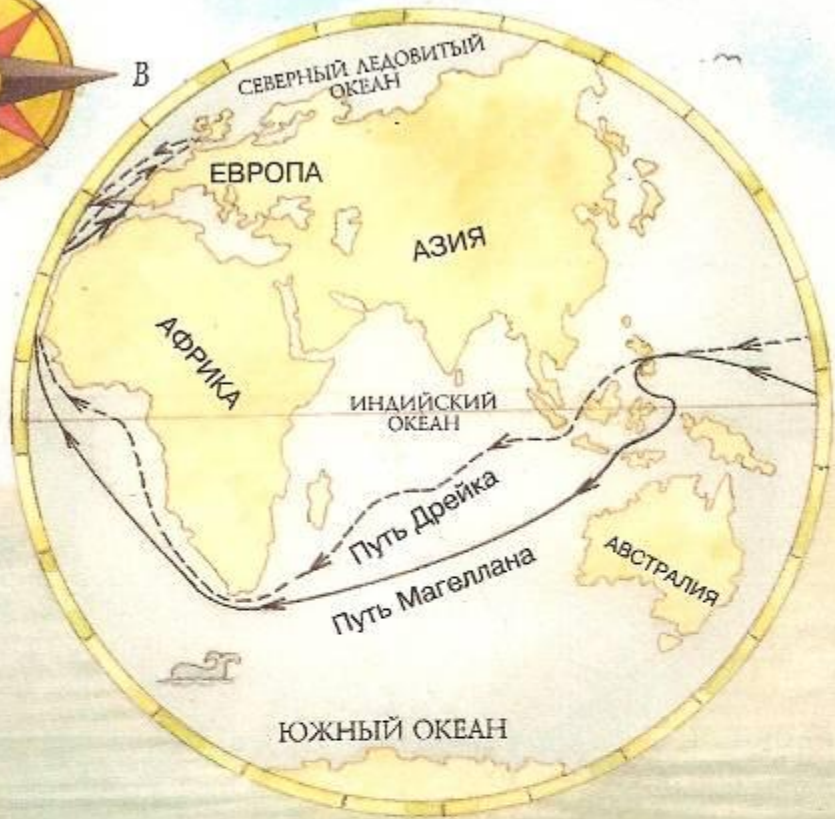 В
СЕВЕРНЫЙ ЛЕДОВИТЫЙ
ОКЕАН
ЕВРОПА
АЗИЯ
АФРИКА
ИНДИЙСКИЙ
ОКЕАН
Путь Дрейка
Путь Магеллана
АВСТРАЛИЯ
ЮЖНЫЙ ОКЕАН